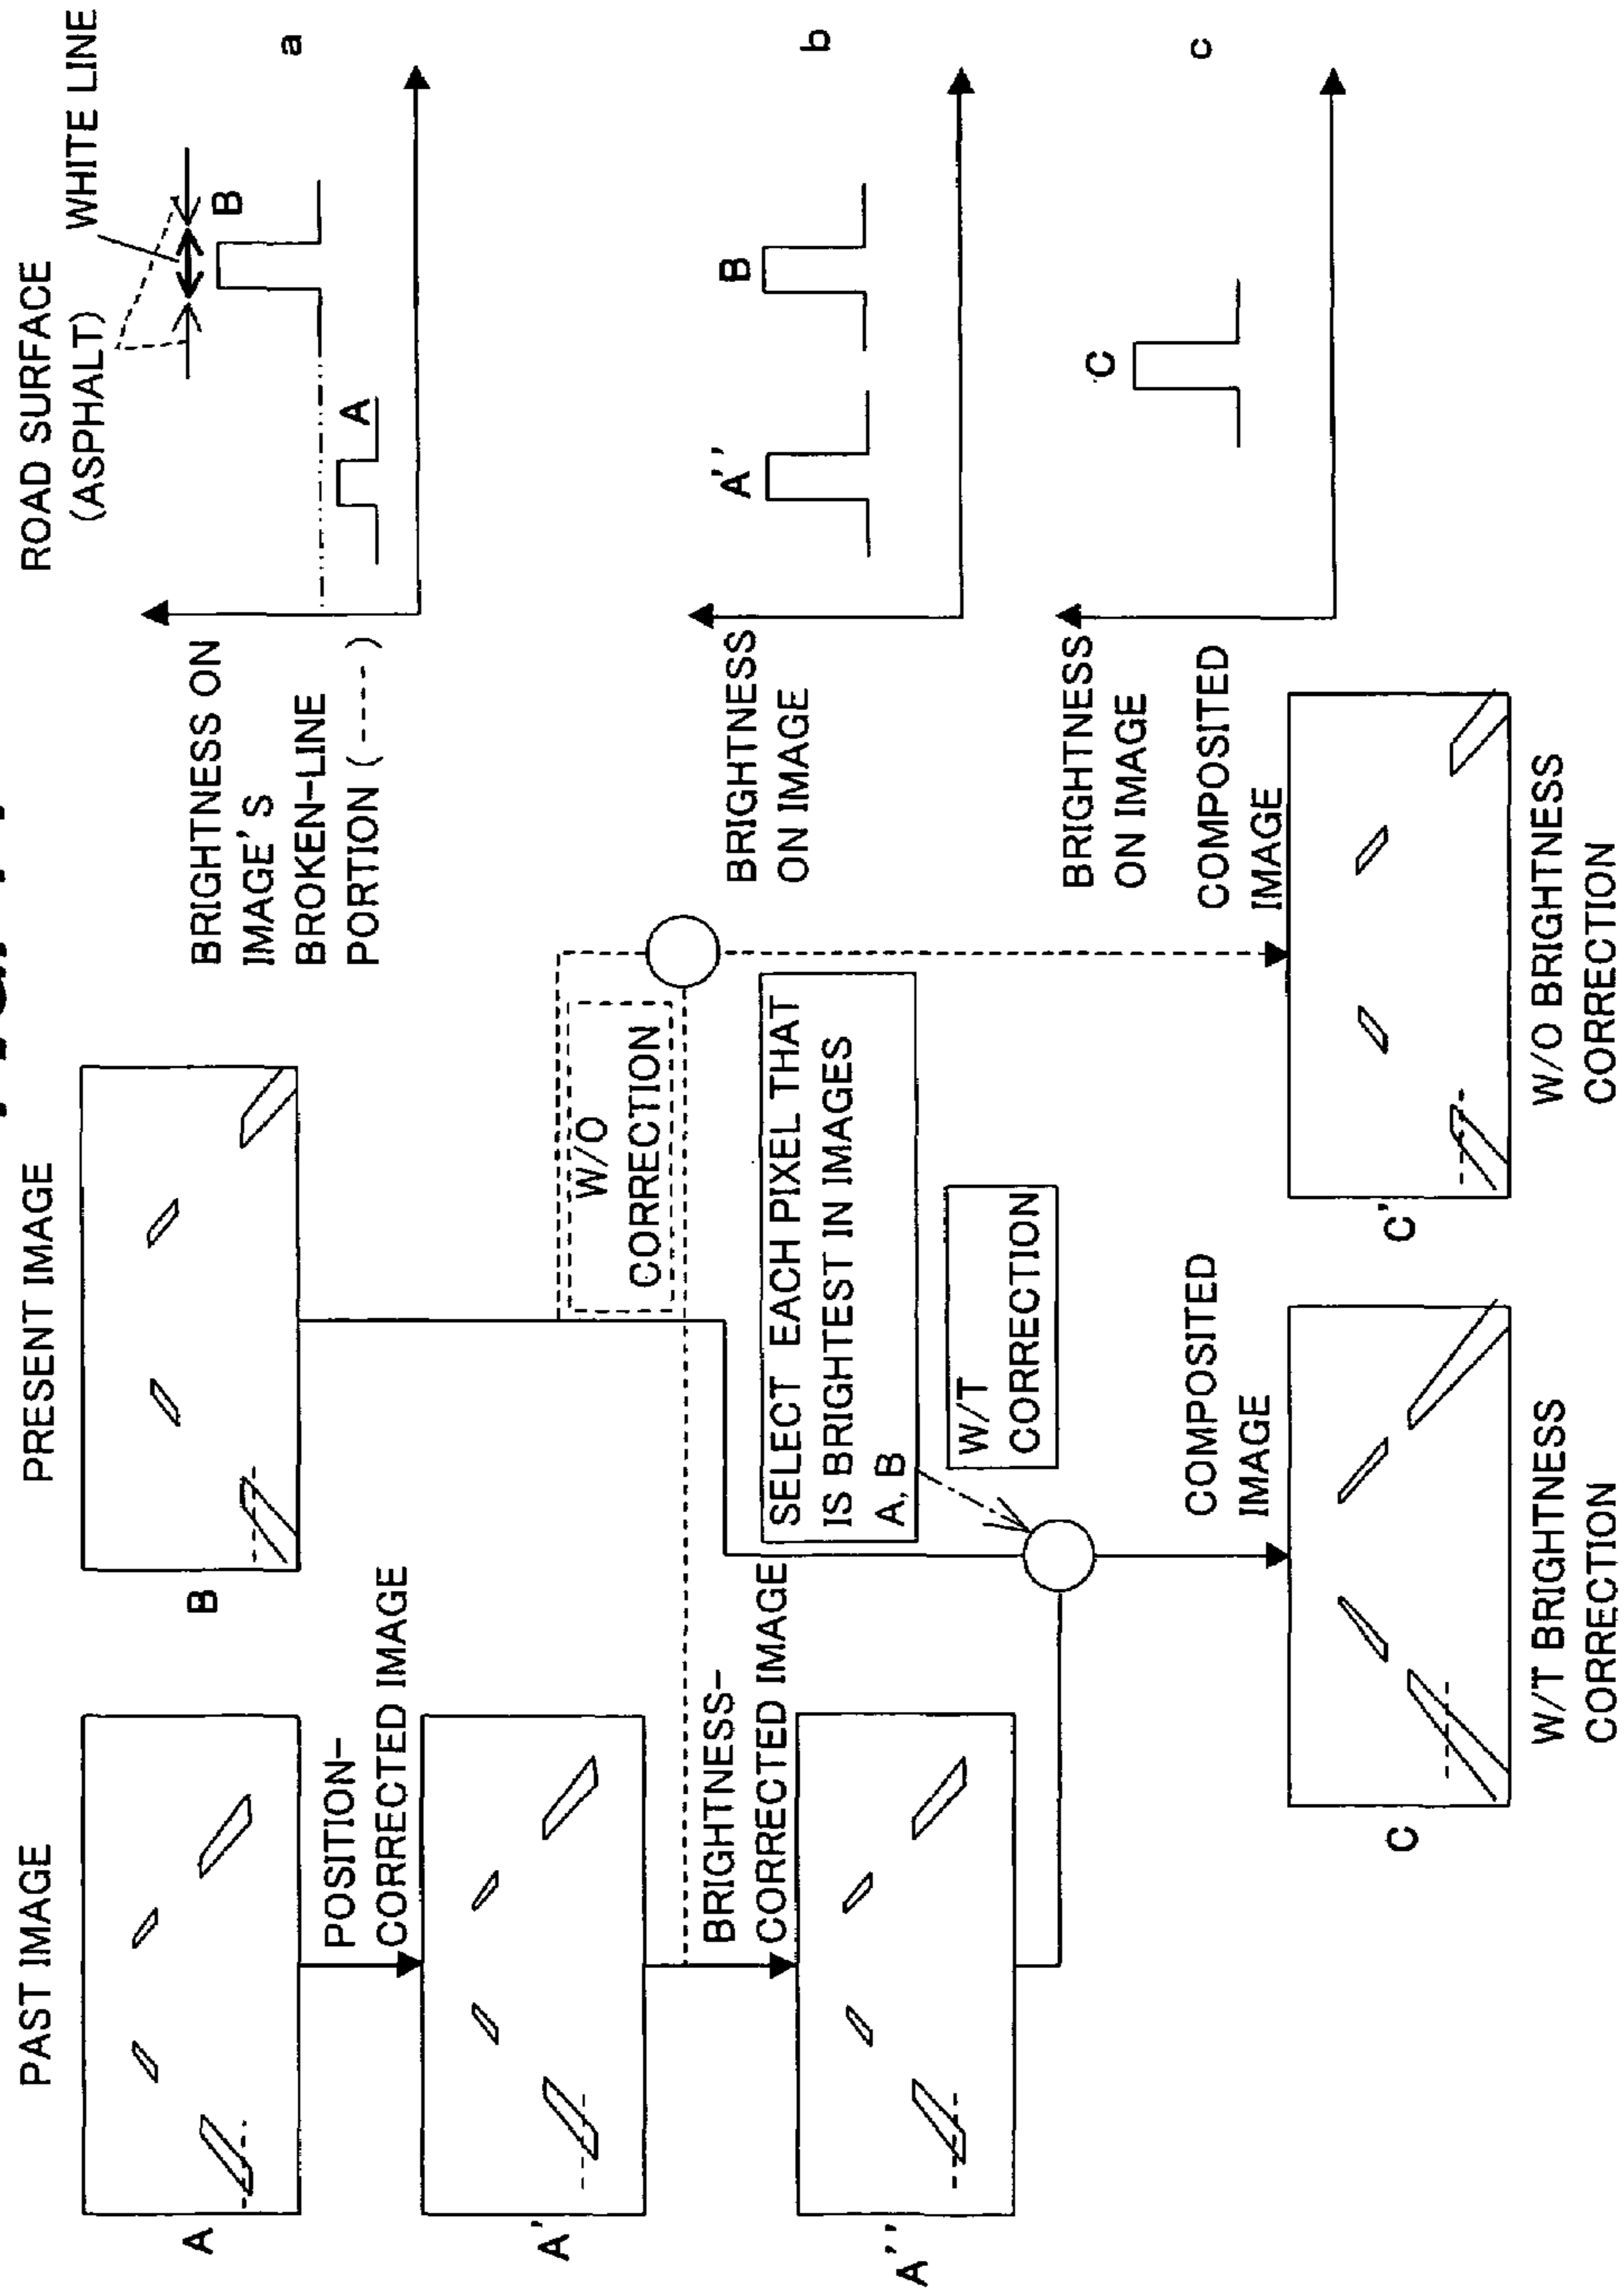 PAST IMAGE
A
POSITION-
CORRECTED IMAGE
A'
BRIGHTNESS-
CORRECTED IMAGE
A''
PRESENT IMAGE
B
W/O
CORRECTION
SELECT EACH PIXEL THAT
IS BRIGHTEST IN IMAGES
A, B
W/T
CORRECTION
COMPOSITED
IMAGE
C
W/T BRIGHTNESS
CORRECTION
COMPOSITED
IMAGE
C'
W/O BRIGHTNESS
CORRECTION
BRIGHTNESS ON
IMAGE'S
BROKEN-LINE
PORTION (----)
ROAD SURFACE
(ASPHALT)
WHITE LINE
A
B
a
BRIGHTNESS
ON IMAGE
A''
B
b
BRIGHTNESS
ON IMAGE
C
c